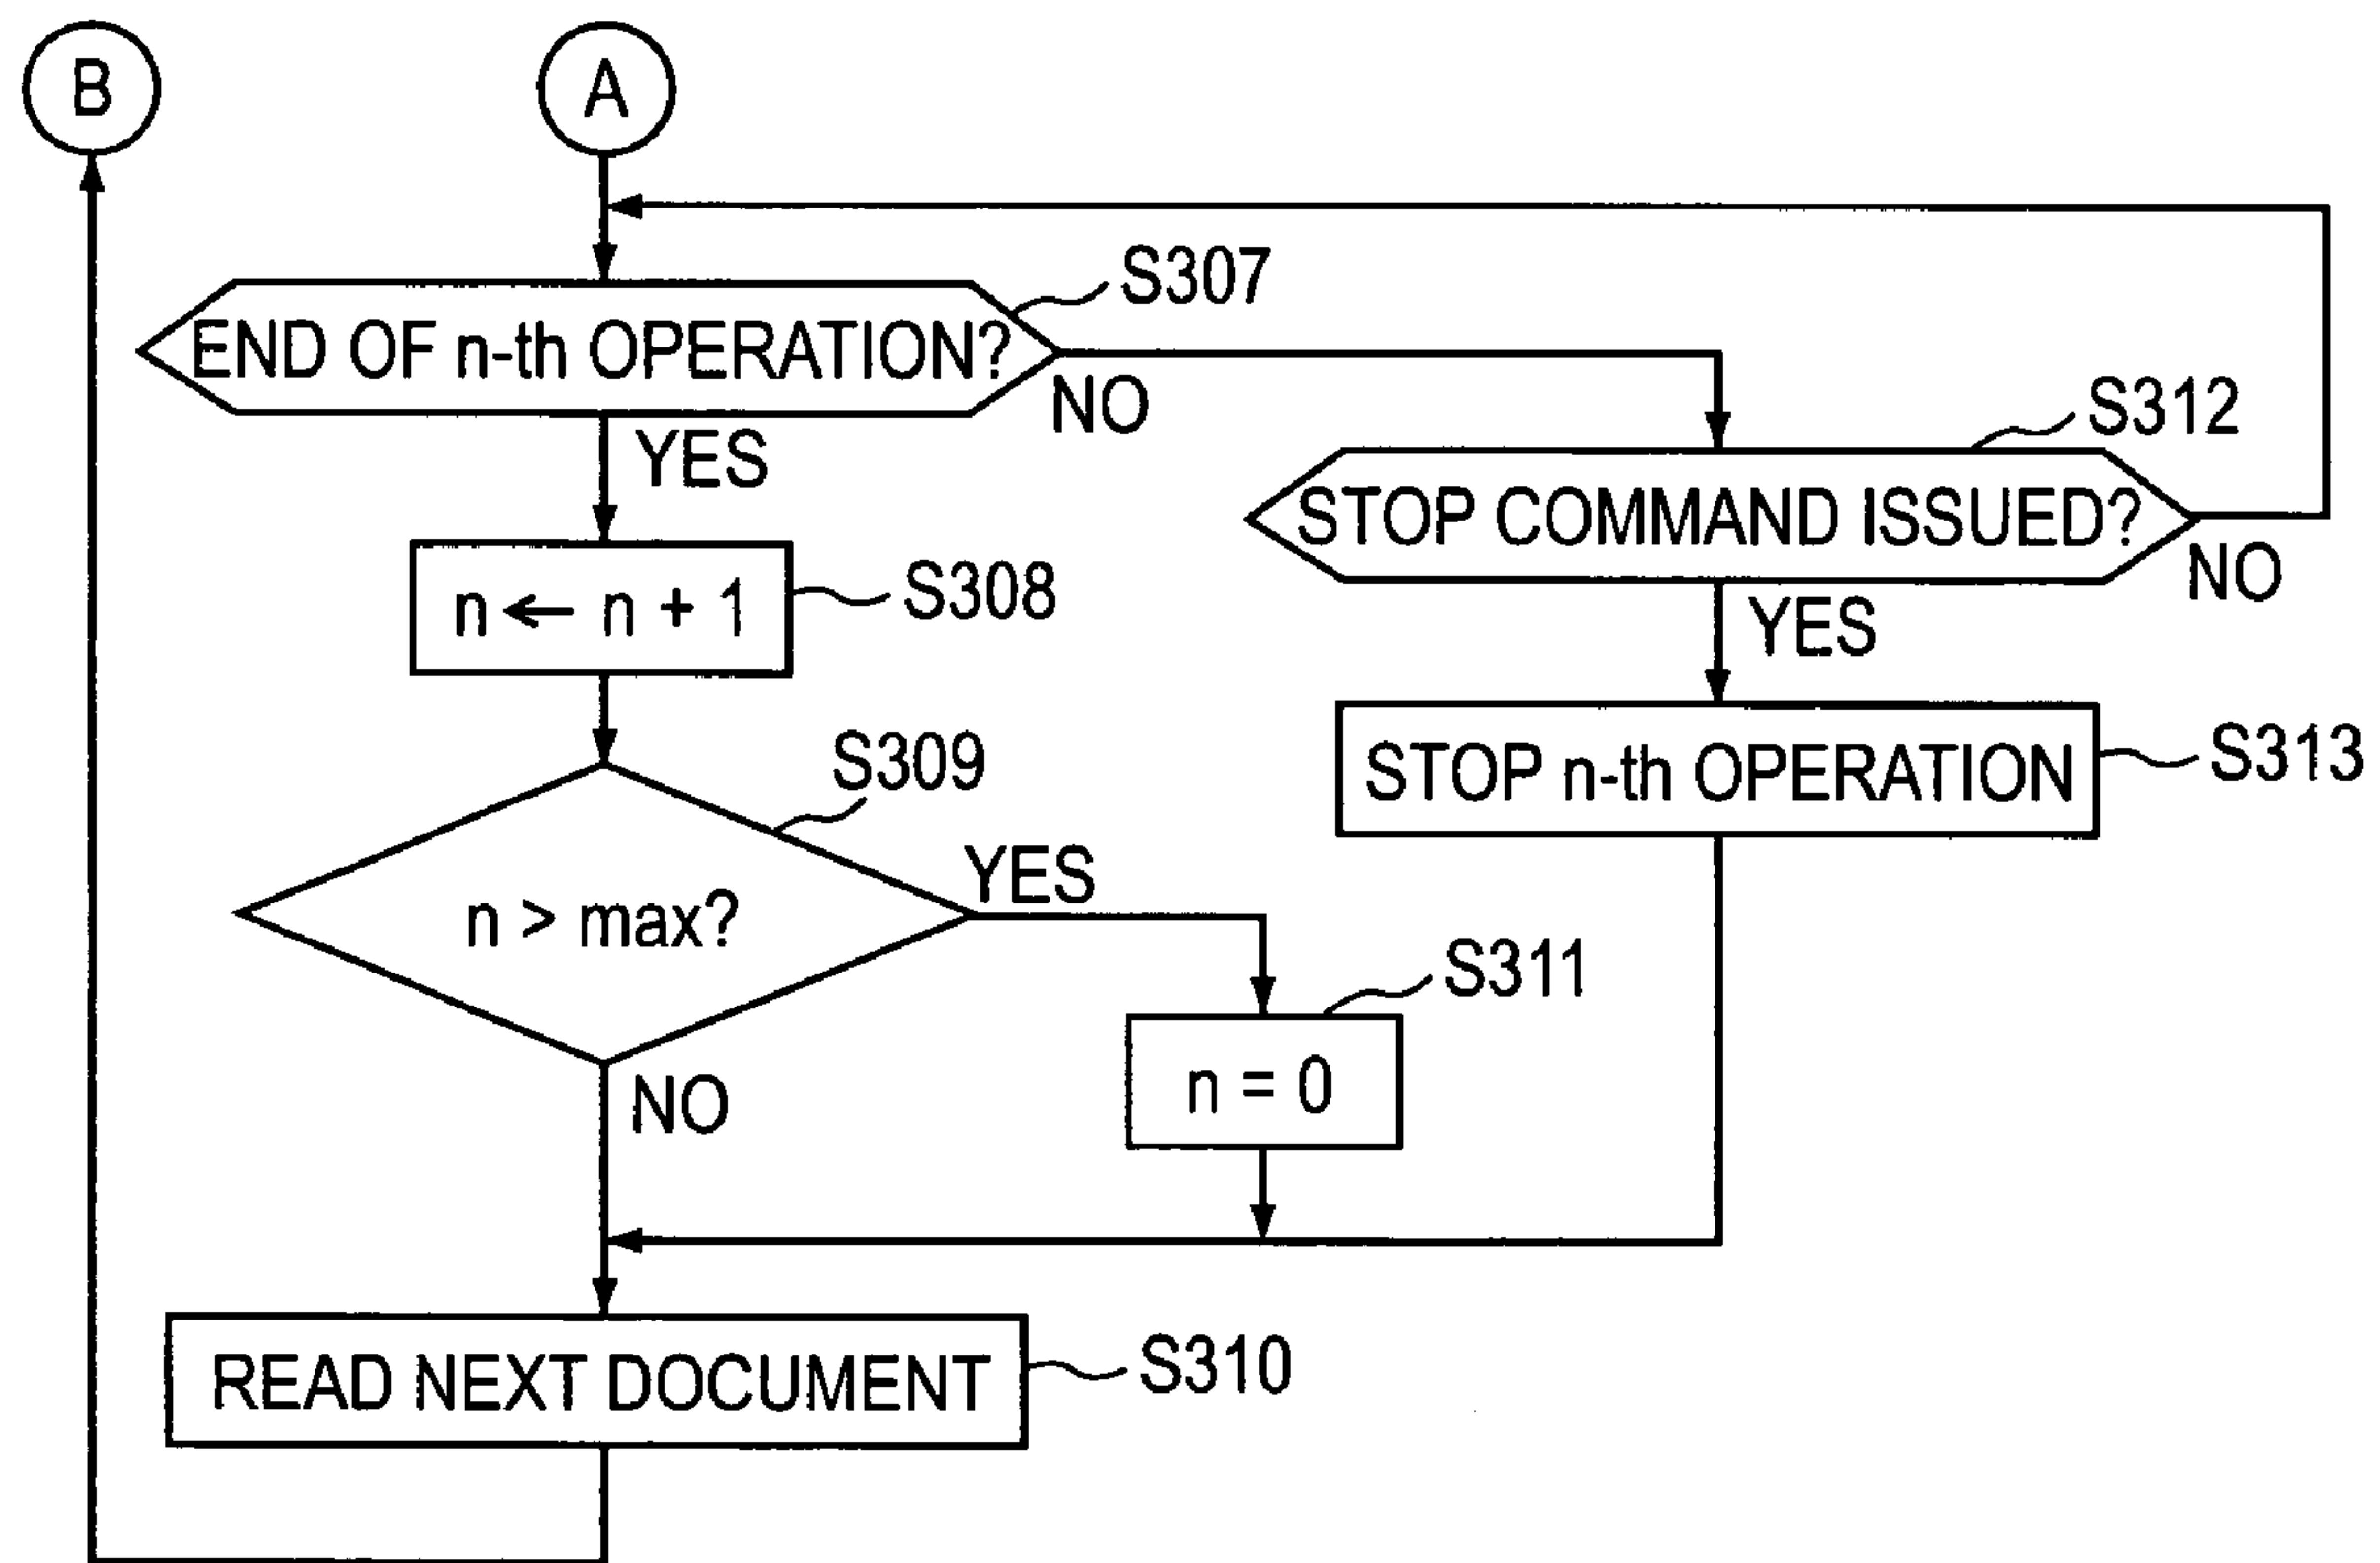 B
A
S307
END OF n-th OPERATION?
NO
YES
S312
STOP COMMAND ISSUED?
NO
YES
n ← n + 1
S308
S309
STOP n-th OPERATION
S313
n > max?
YES
NO
S311
n = 0
READ NEXT DOCUMENT
S310